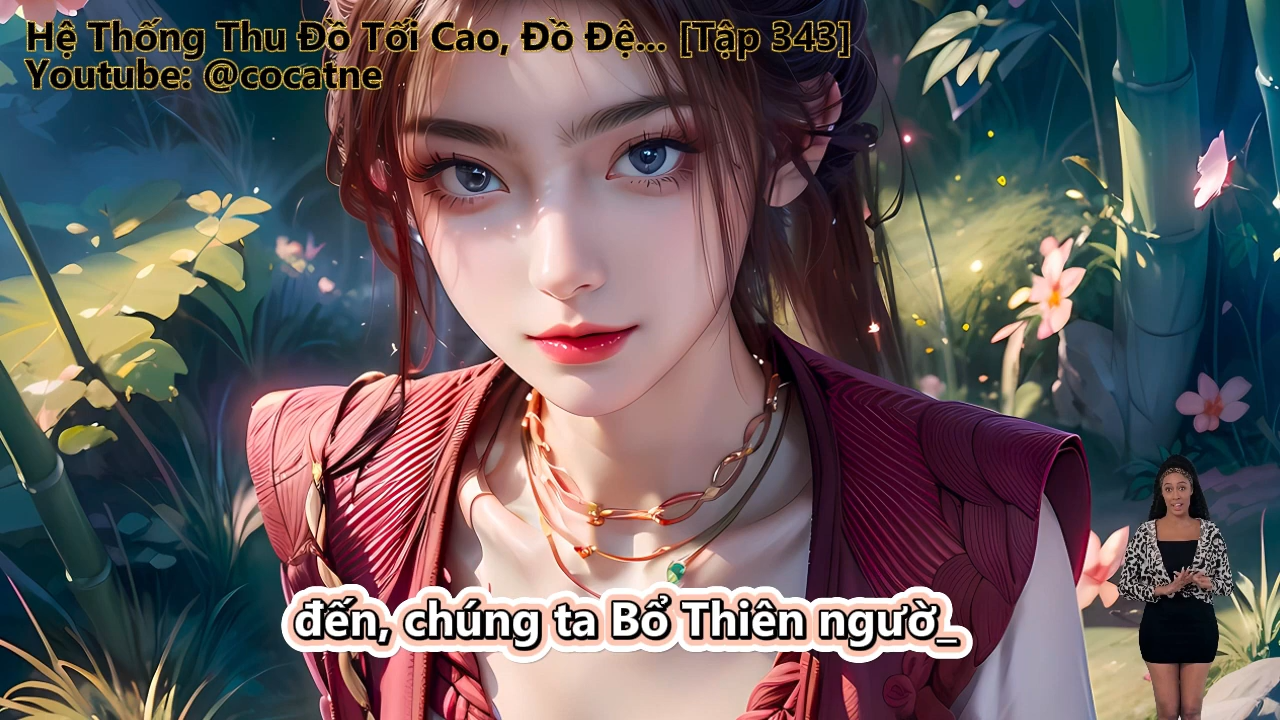 Hệ Thống Thu Đồ Tối Cao, Đồ Đệ... [Tập 343]
Youtube: @cocatne
đến, chúng ta Bổ Thiên ngườ_